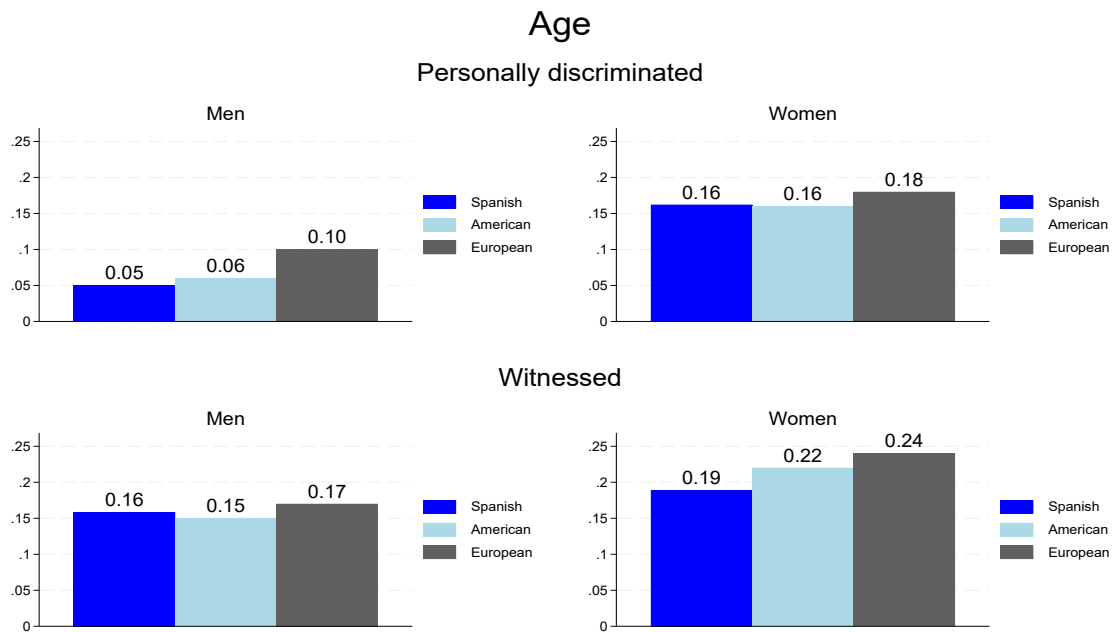 Age
Personally discriminated
Men
.25
.2
.15
.1
.05
0
0.05
0.06
0.10
Spanish
American
European
Women
.25
.2
.15
.1
.05
0
0.16
0.16
0.18
Spanish
American
European
Witnessed
Men
.25
.2
.15
.1
.05
0
0.16
0.15
0.17
Spanish
American
European
Women
.25
.2
.15
.1
.05
0
0.19
0.22
0.24
Spanish
American
European